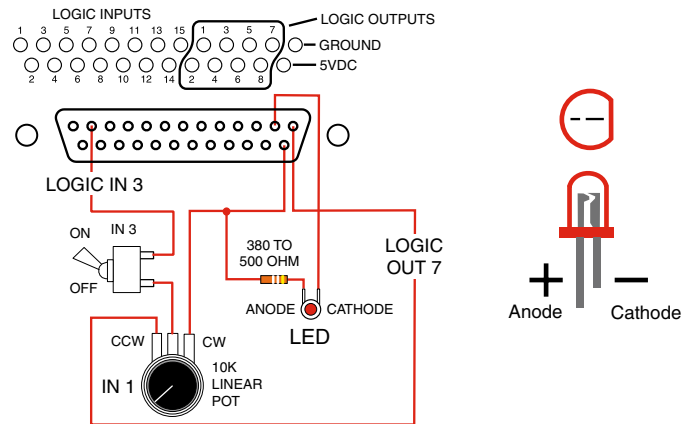 LOGIC INPUTS
LOGIC OUTPUTS
1 3 5 7 9 11 13 15 1 3 5 7
GROUND
5VDC
2 4 6 8 10 12 14 2 4 6 8
LOGIC IN 3
ON
IN 3
OFF
380 TO
500 OHM
LOGIC
OUT 7
ANODE
CATHODE
LED
CCW
CW
IN 1
10K
LINEAR
POT
Anode
Cathode